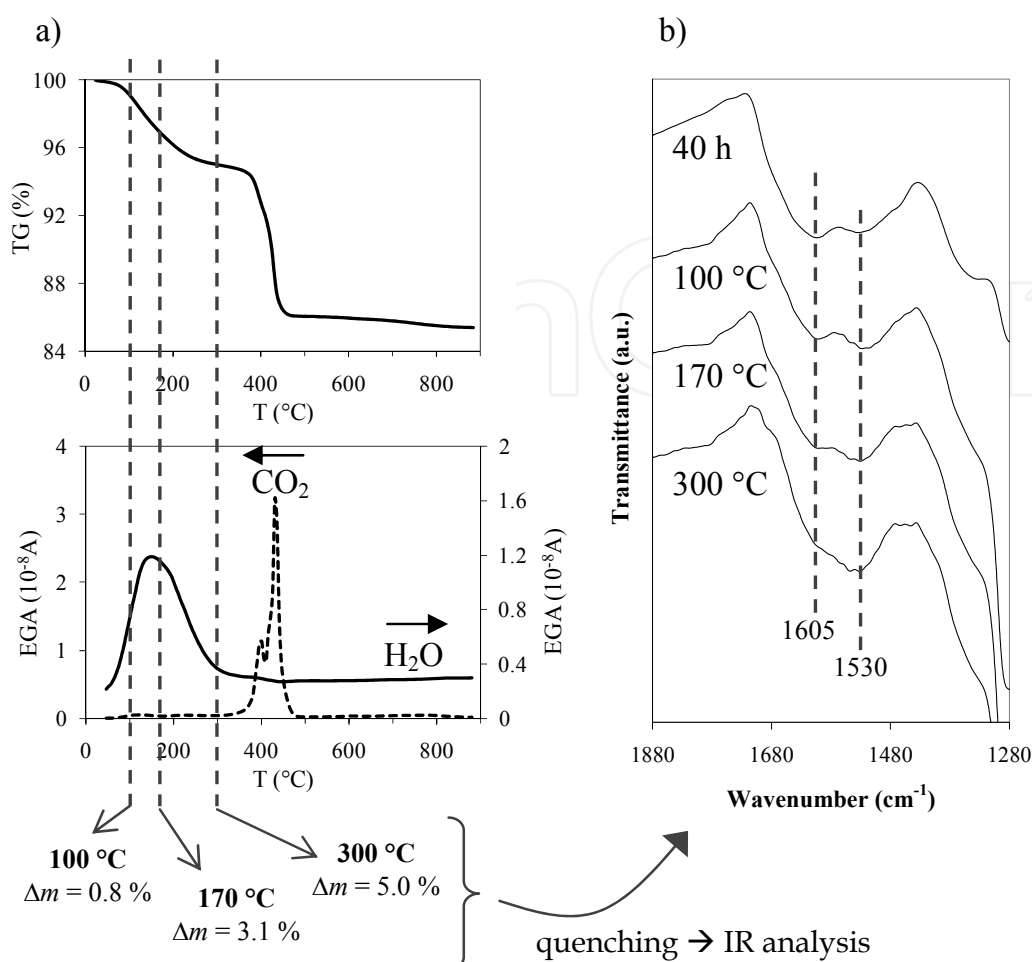 a)
100
96
92
88
84
TG (%)
0 200 400 600 800
T (°C)
4
3
2
1
0
EGA (10⁻⁸A)
CO₂
H₂O
2
1.6
1.2
0.8
0.4
0
EGA (10⁻⁸A)
0 200 400 600 800
T (°C)
100 °C
Δm = 0.8 %
170 °C
Δm = 3.1 %
300 °C
Δm = 5.0 %
quenching → IR analysis
b)
40 h
100 °C
170 °C
300 °C
1605
1530
Transmittance (a.u.)
1880 1680 1480 1280
Wavenumber (cm⁻¹)